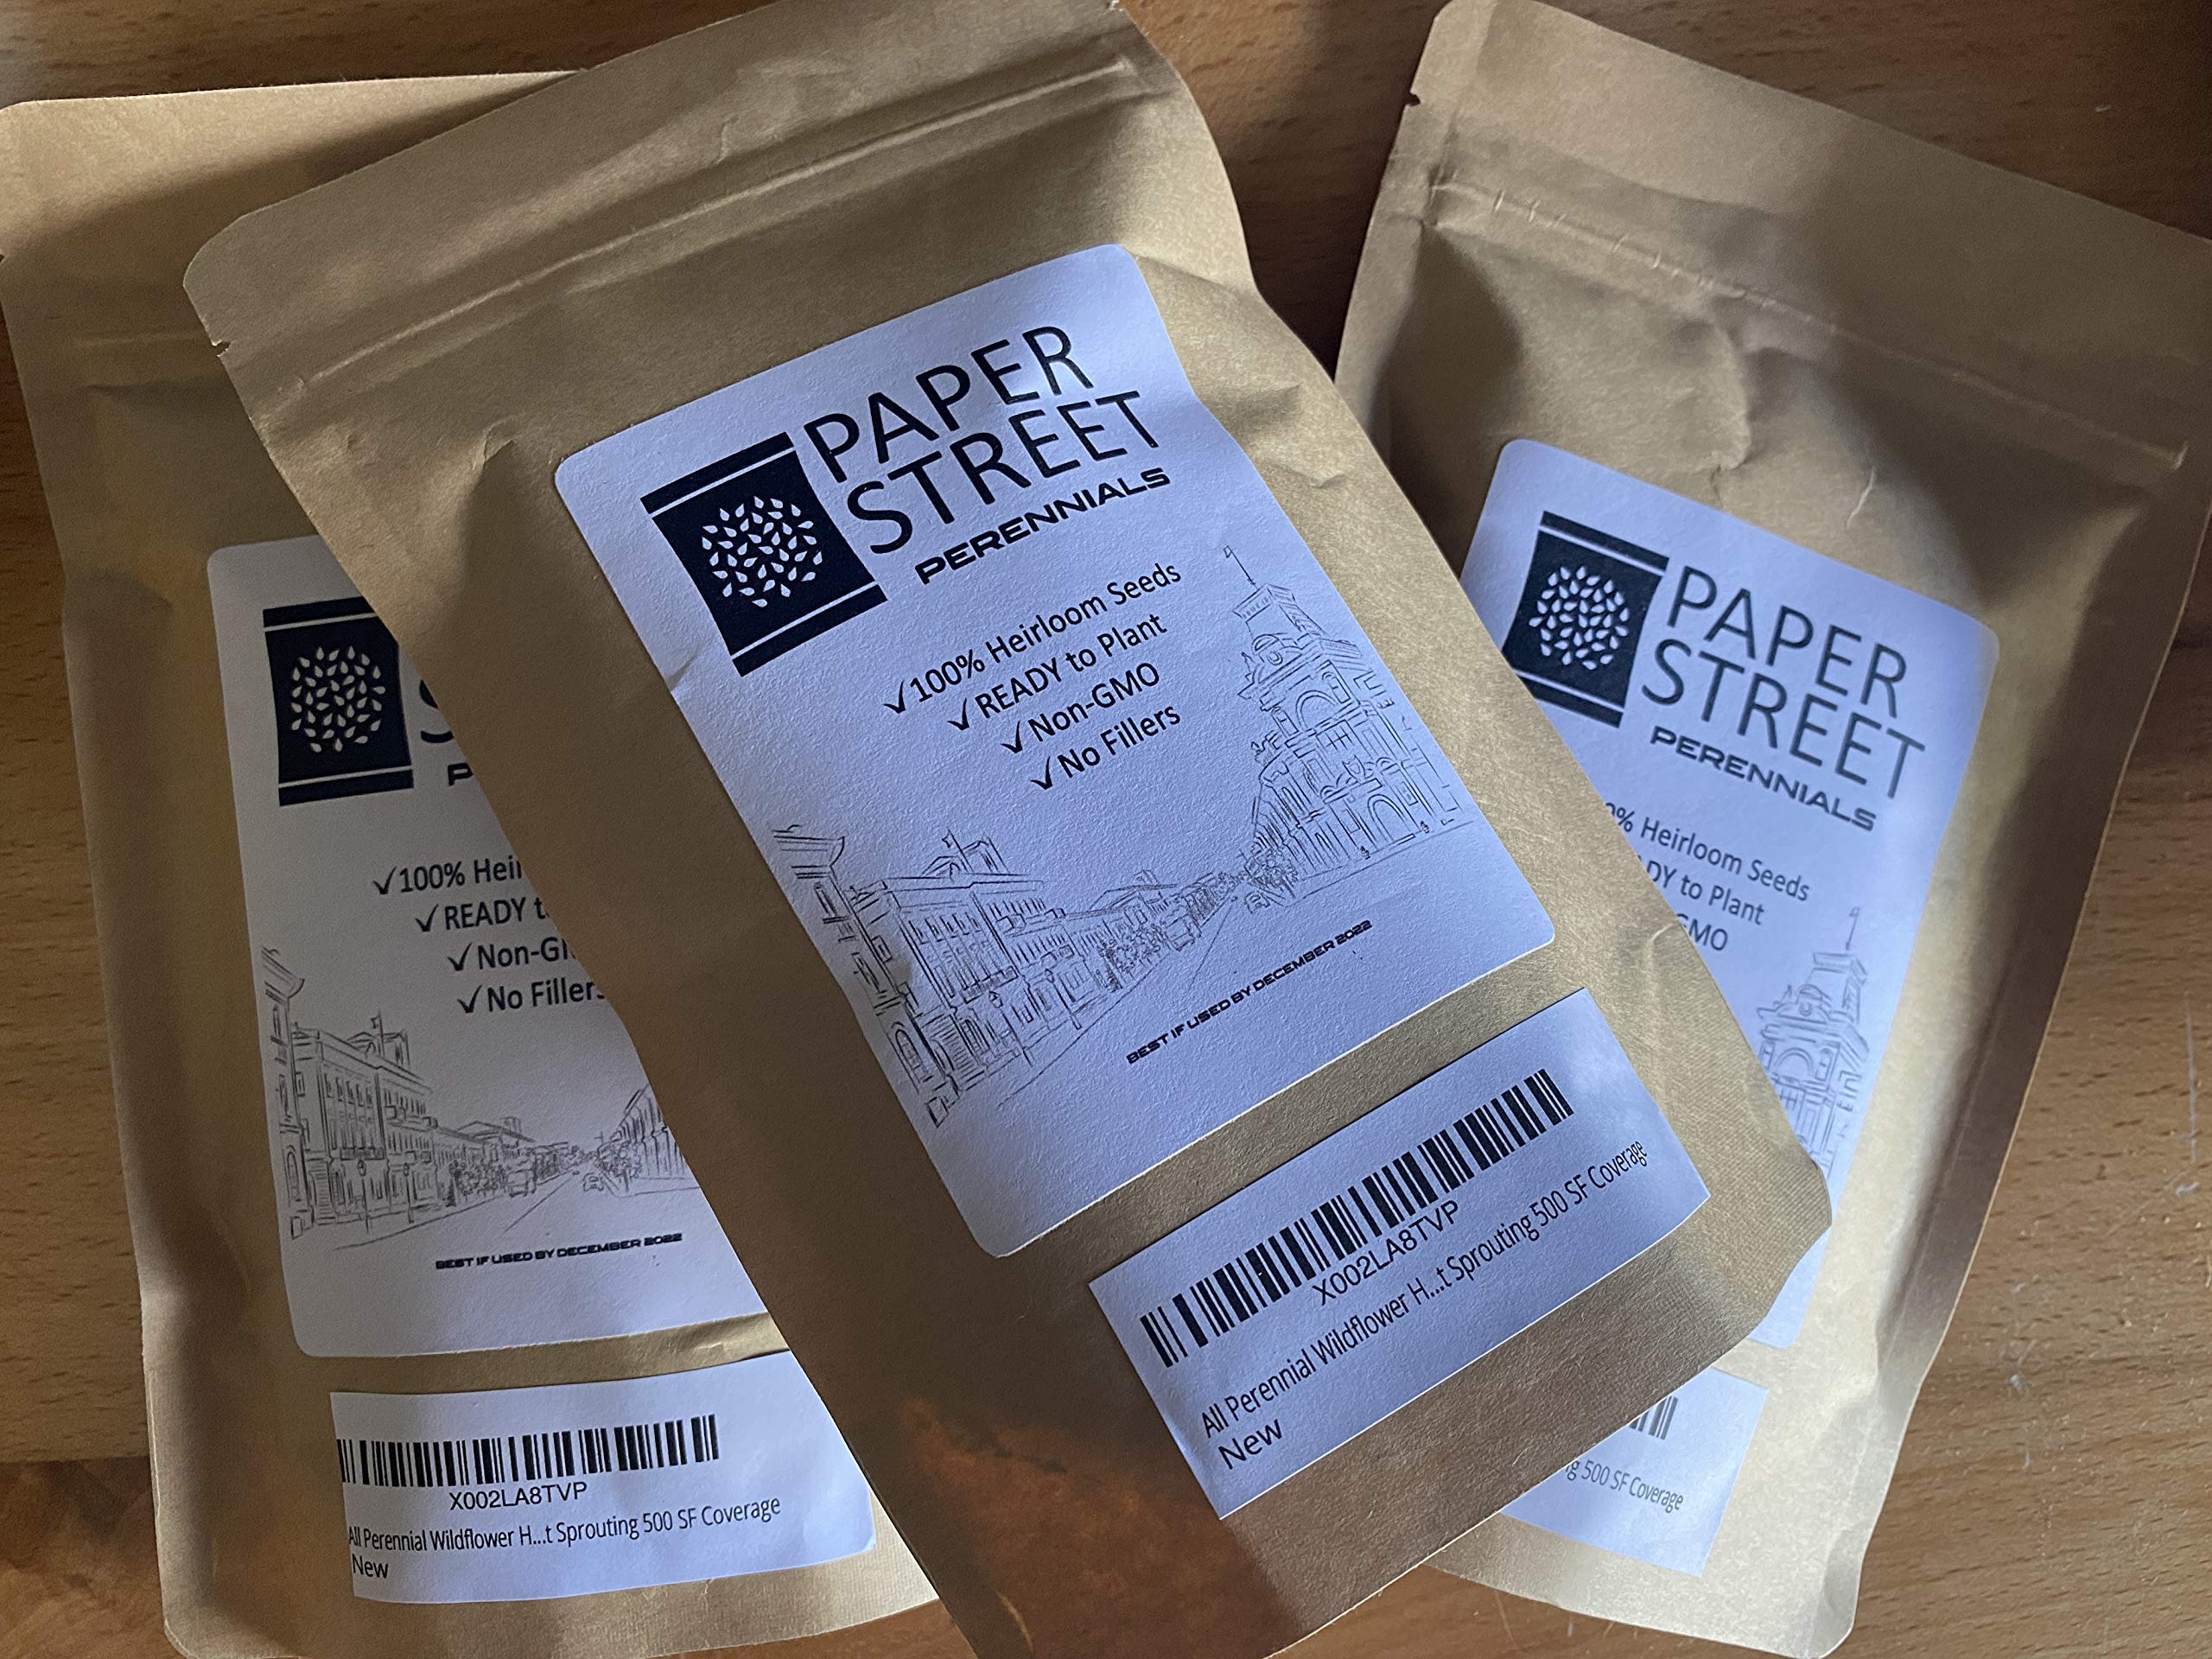 PAPER
STREET
PERENNIALS
✓100% Heirloom Seeds
✓READY to Plant
✓Non-GMO
✓No Fillers
BEST IF USED BY DECEMBER 2022
X002LA8TVP
All Perennial Wildflower H...t Sprouting 500 SF Coverage
New
✓100% Heir
✓READY t
✓Non-G
✓No Fillers
BEST IF USED BY DECEMBER 2022
X002LA8TVP
All Perennial Wildflower H...t Sprouting 500 SF Coverage
New
PAPER
STREET
PERENNIALS
0% Heirloom Seeds
DY to Plant
GMO
g 500 SF Coverage